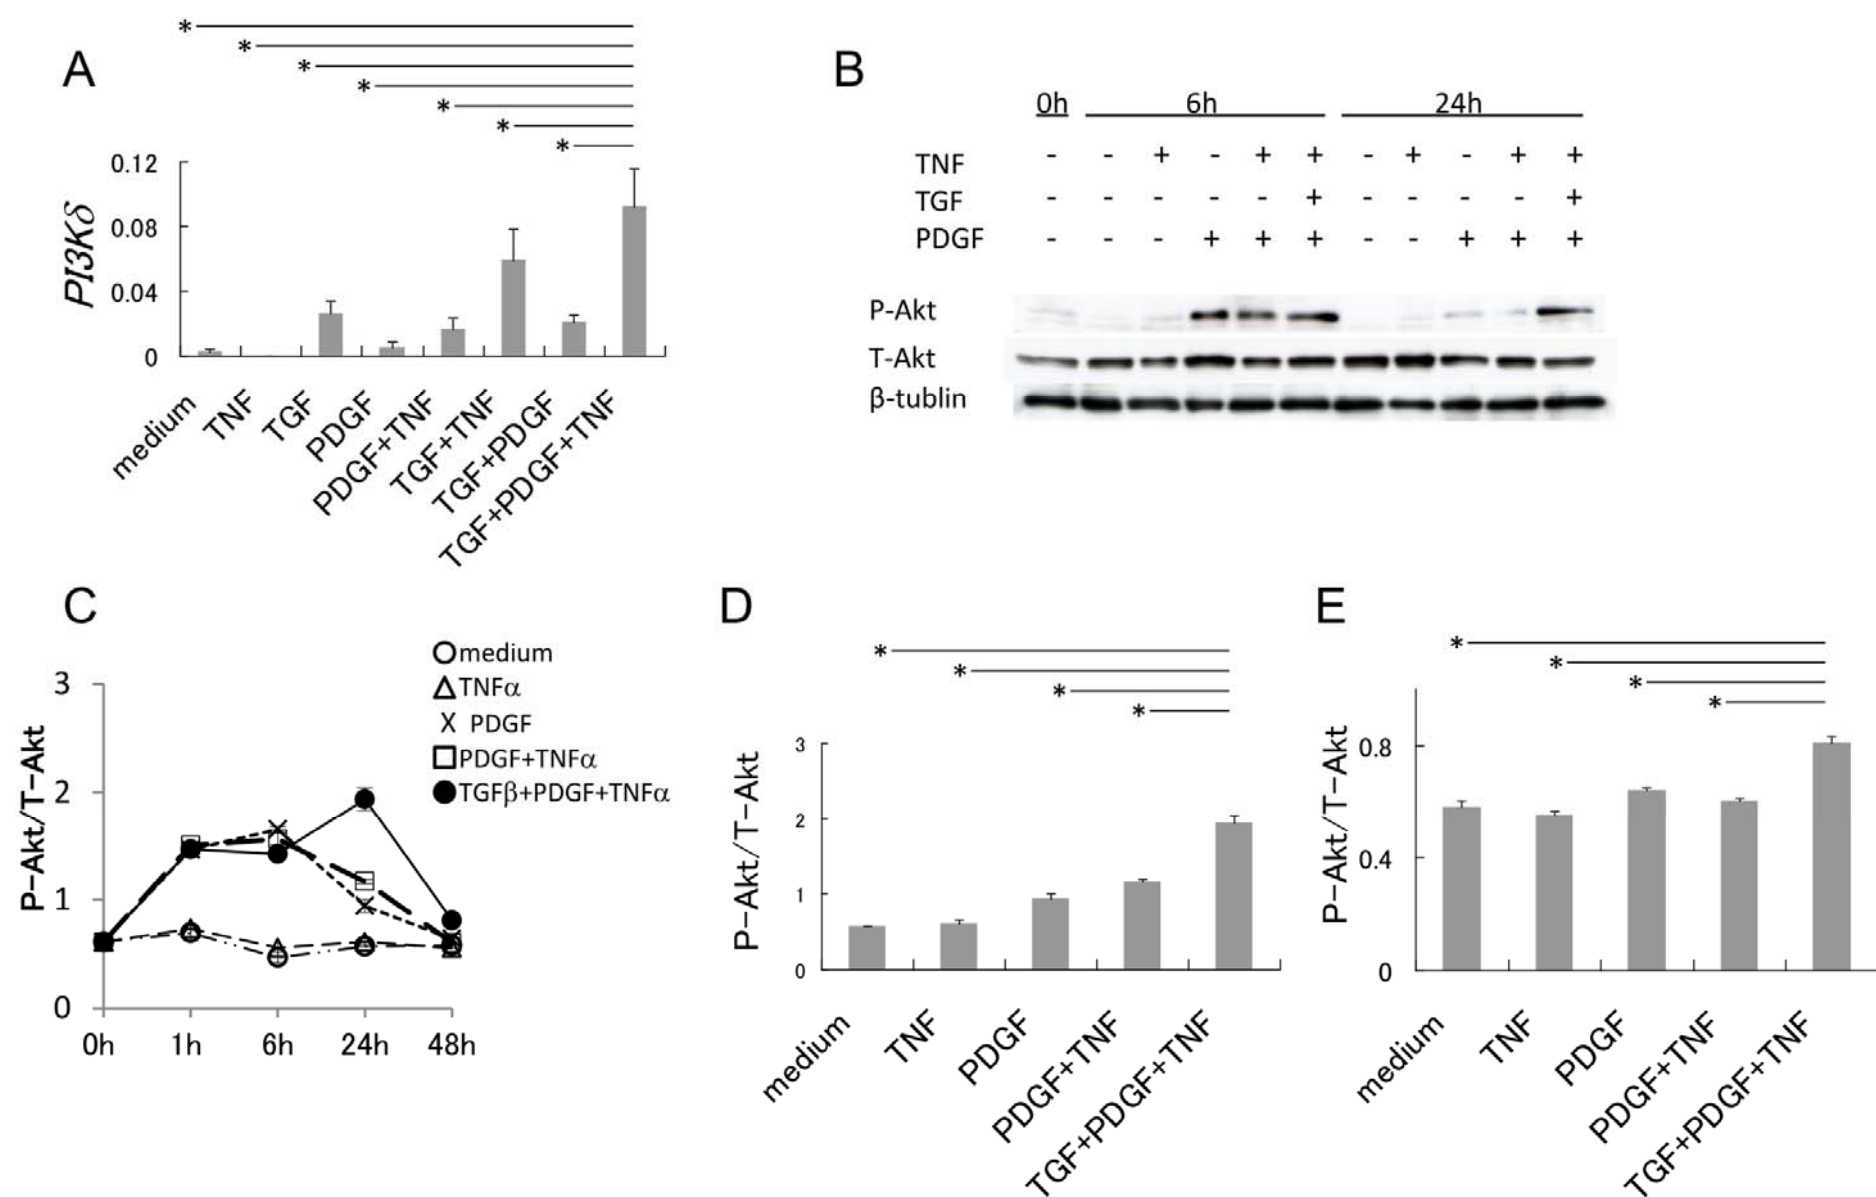 A
*
*
*
*
*
*
*
PI3Kδ
0.12
0.08
0.04
0
medium
TNF
TGF
PDGF
PDGF+TNF
TGF+TNF
TGF+PDGF
TGF+PDGF+TNF
B
0h 6h 24h
TNF - - + - + + - + - + +
TGF - - - - - + - - - - +
PDGF - - - + + + - - + + +
P-Akt
T-Akt
β-tublin
C
medium
TNFα
PDGF
PDGF+TNFα
TGFβ+PDGF+TNFα
P-Akt/T-Akt
3
2
1
0
0h 1h 6h 24h 48h
D
*
*
*
*
P-Akt/T-Akt
3
2
1
0
medium
TNF
PDGF
PDGF+TNF
TGF+PDGF+TNF
E
*
*
*
*
P-Akt/T-Akt
0.8
0.4
0
medium
TNF
PDGF
PDGF+TNF
TGF+PDGF+TNF